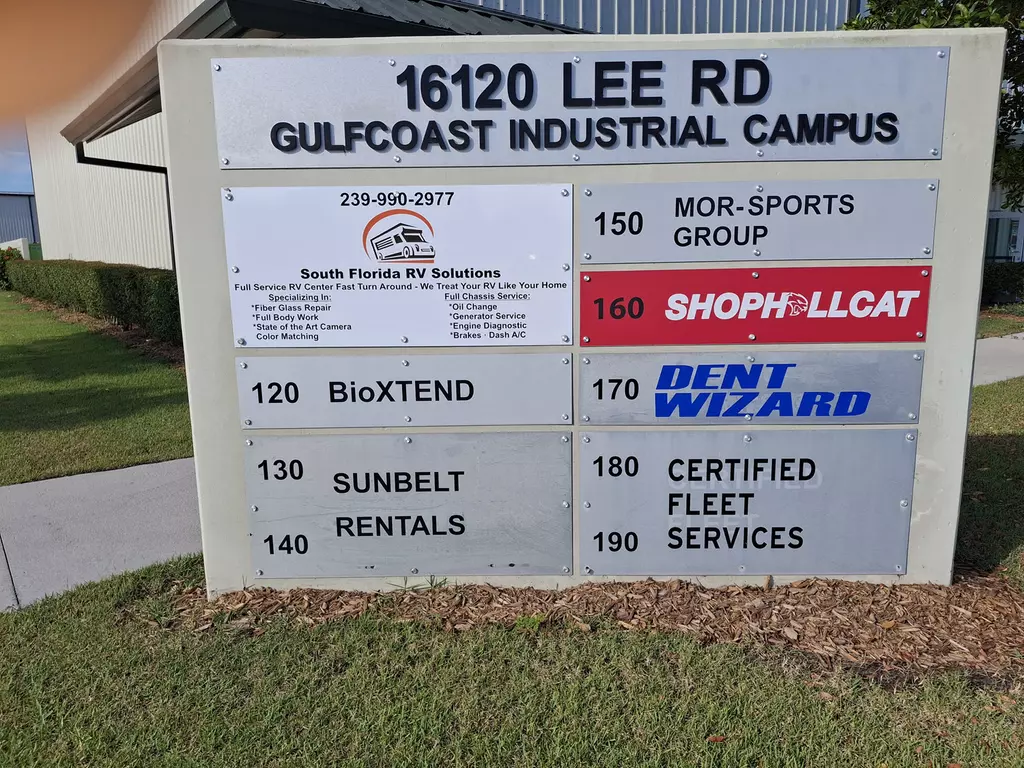 16120 LEE RD
GULFCOAST INDUSTRIAL CAMPUS
239-990-2977
South Florida RV Solutions
Full Service RV Center Fast Turn Around - We Treat Your RV Like Your Home
Specializing In:
*Fiber Glass Repair
*Full Body Work
*State of the Art Camera
Color Matching
Full Chassis Service:
*Oil Change
*Generator Service
*Engine Diagnostic
*Brakes - Dash A/C
120 BioXTEND
130 SUNBELT
140 RENTALS
150 MOR-SPORTS
GROUP
160 SHOPHELLCAT
170 DENT
WIZARD
180 CERTIFIED
FLEET
190 SERVICES